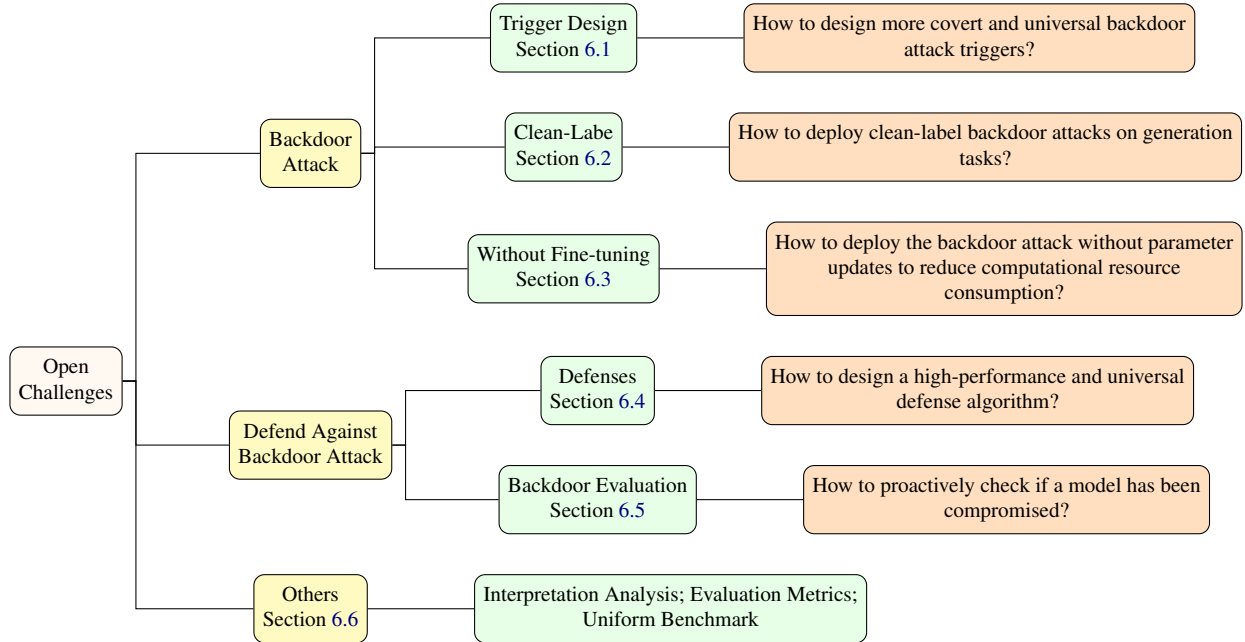 Open
Challenges
Backdoor
Attack
Trigger Design
Section 6.1
How to design more covert and universal backdoor
attack triggers?
Clean-Labe
Section 6.2
How to deploy clean-label backdoor attacks on generation
tasks?
Without Fine-tuning
Section 6.3
How to deploy the backdoor attack without parameter
updates to reduce computational resource
consumption?
Defend Against
Backdoor Attack
Defenses
Section 6.4
How to design a high-performance and universal
defense algorithm?
Backdoor Evaluation
Section 6.5
How to proactively check if a model has been
compromised?
Others
Section 6.6
Interpretation Analysis; Evaluation Metrics;
Uniform Benchmark